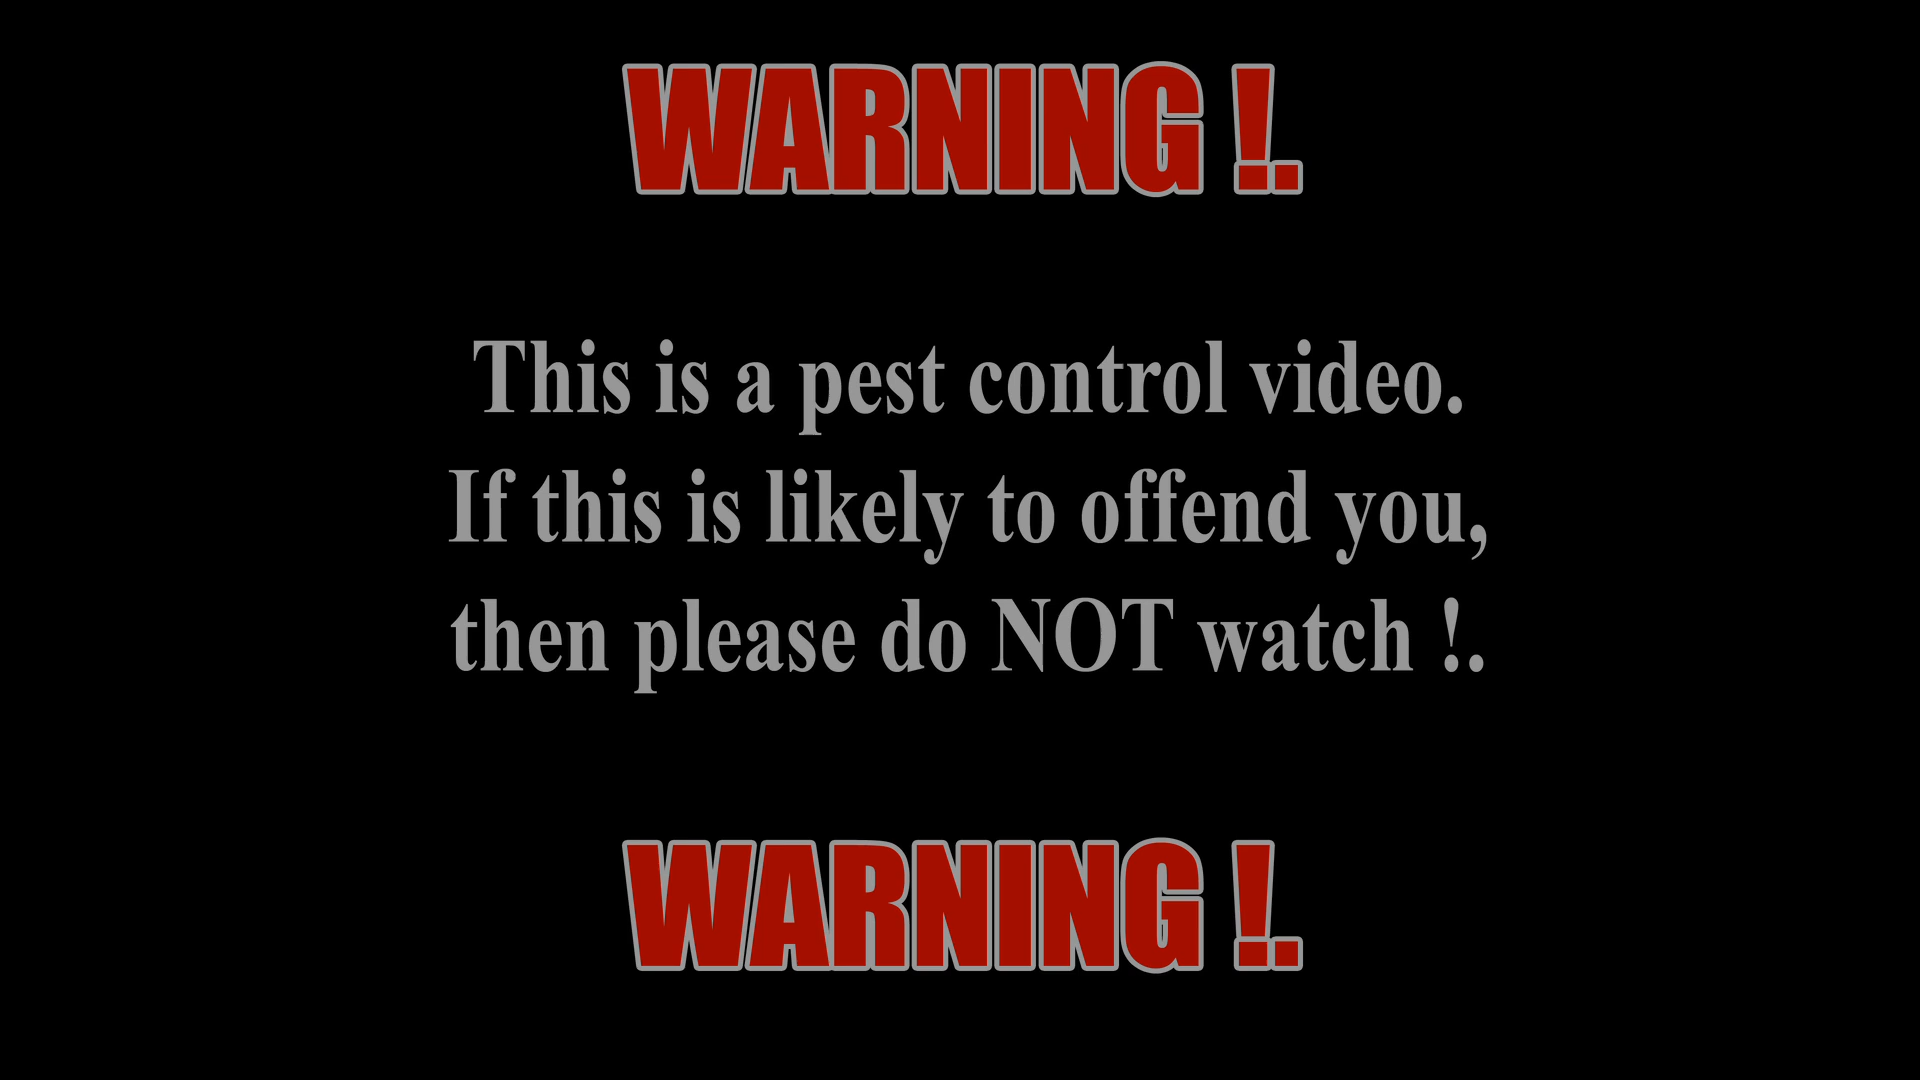 WARNING !.
This is a pest control video.
If this is likely to offend you,
then please do NOT watch !.
WARNING !.